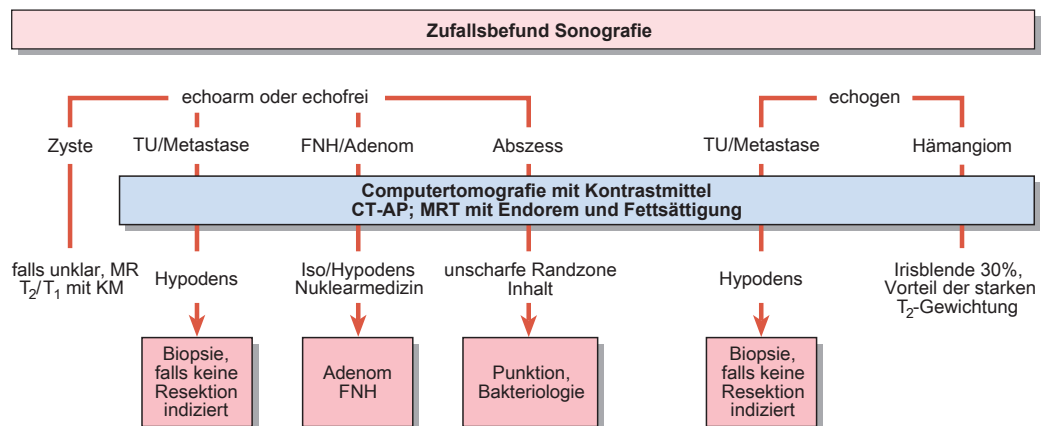 Zufallsbefund Sonografie
echoarm oder echofrei
echogen
Zyste
TU/Metastase
FNH/Adenom
Abszess
TU/Metastase
Hämangiom
Computertomografie mit Kontrastmittel
CT-AP; MRT mit Endorem und Fettsättigung
falls unklar, MR
T2/T1 mit KM
Hypodens
Iso/Hypodens
Nuklearmedizin
unscharfe Randzone
Inhalt
Hypodens
Irisblende 30%,
Vorteil der starken
T2-Gewichtung
Biopsie,
falls keine
Resektion
indiziert
Adenom
FNH
Punktion,
Bakteriologie
Biopsie,
falls keine
Resektion
indiziert